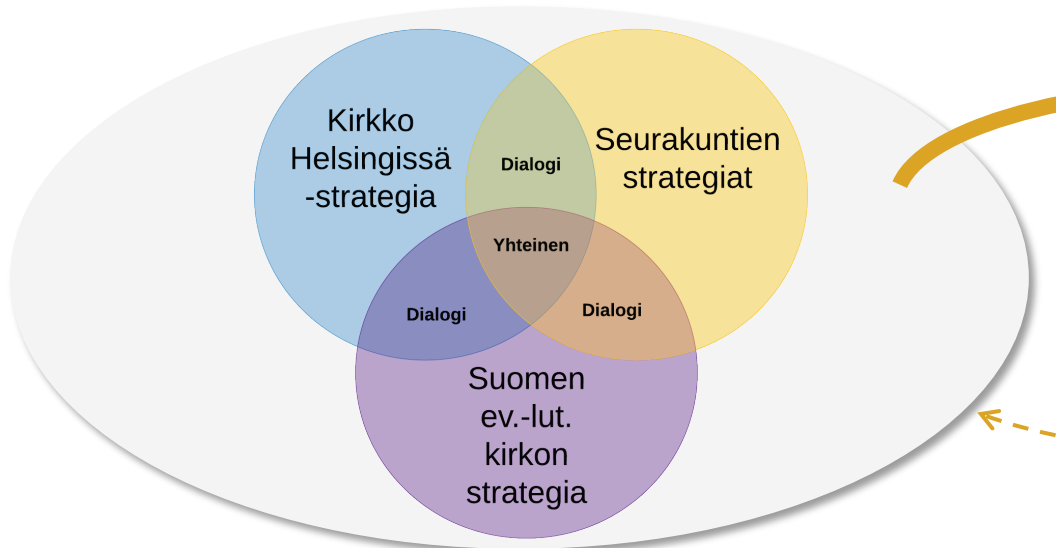 Kirkko
Helsingissä
-strategia
Seurakuntien
strategiat
Dialogi
Yhteinen
Dialogi
Dialogi
Suomen
ev.-lut.
kirkon
strategia